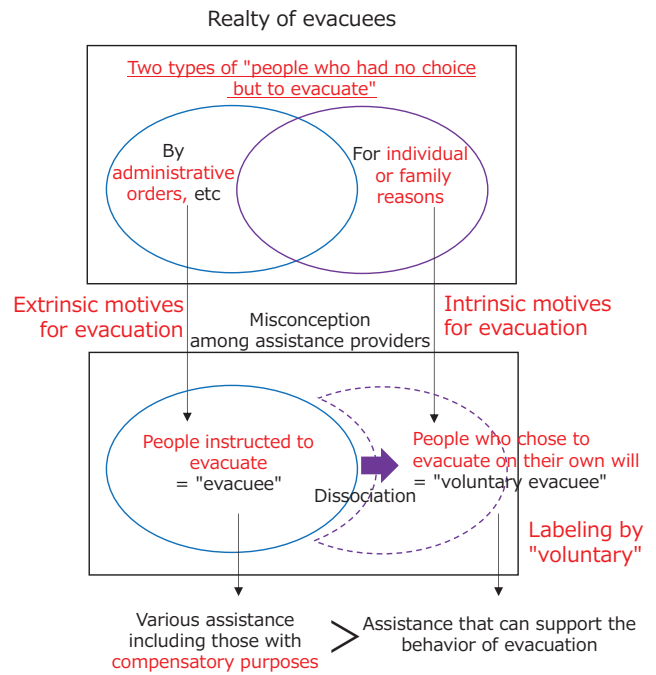 Realty of evacuees
Two types of "people who had no choice
but to evacuate"
By
administrative
orders, etc
For individual
or family
reasons
Extrinsic motives
for evacuation
Intrinsic motives
for evacuation
Misconception
among assistance providers
People instructed to
evacuate
= "evacuee"
Dissociation
People who chose to
evacuate on their own will
= "voluntary evacuee"
Labeling by
"voluntary"
Various assistance
including those with
compensatory purposes
>
Assistance that can support the
behavior of evacuation